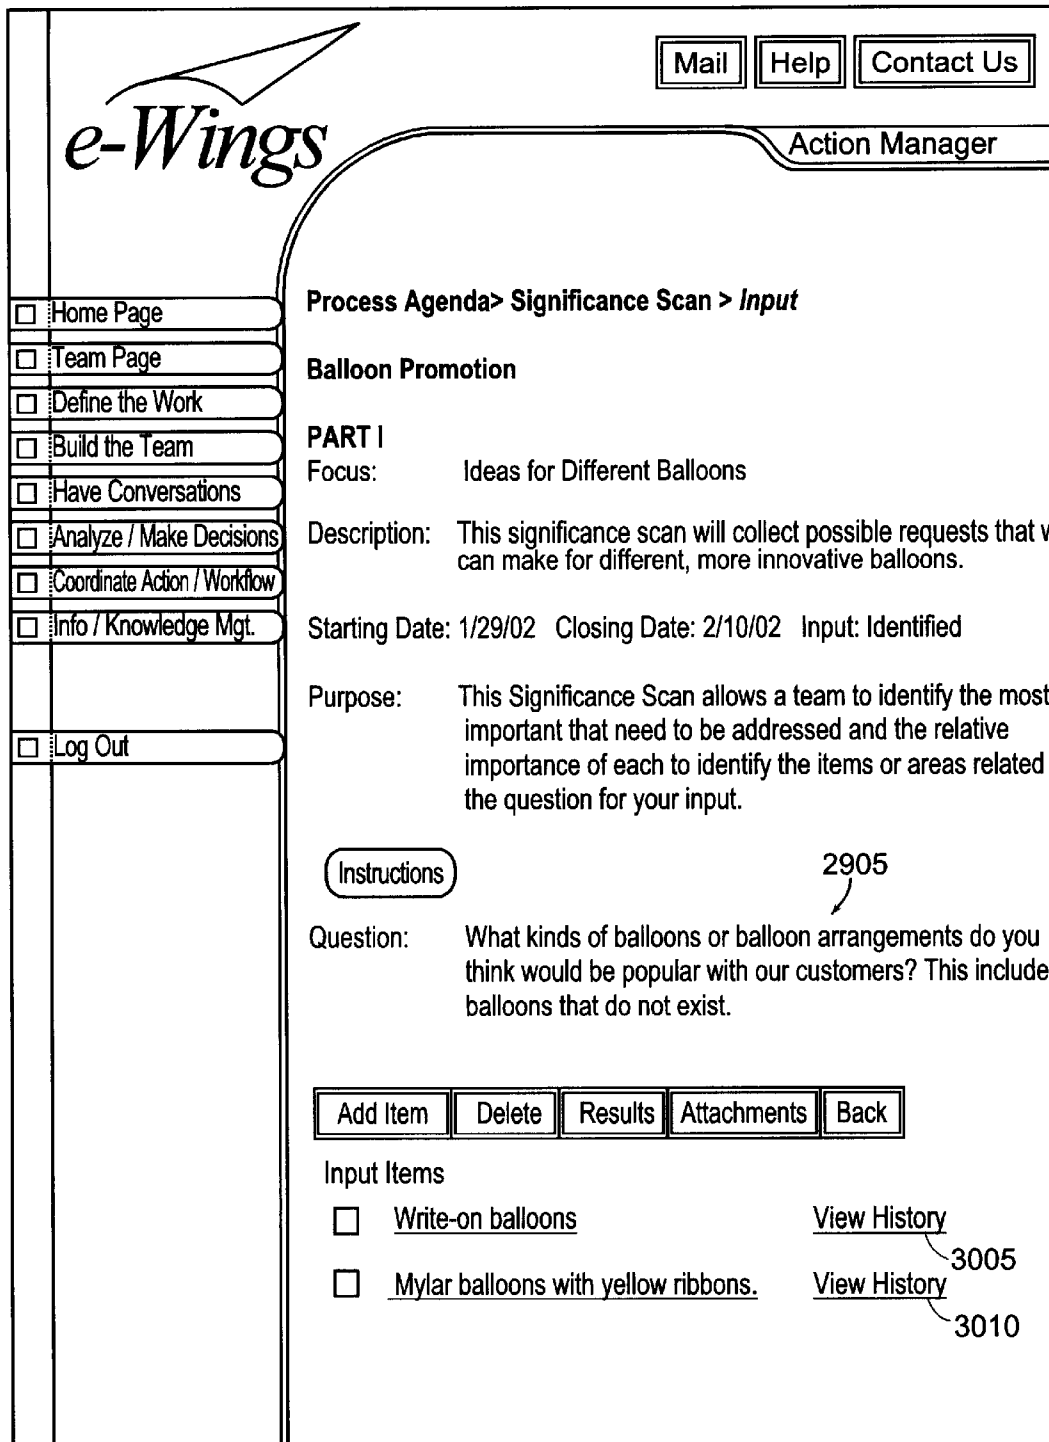 e-Wings
Mail Help Contact Us
Action Manager
Home Page
Team Page
Define the Work
Build the Team
Have Conversations
Analyze / Make Decisions
Coordinate Action / Workflow
Info / Knowledge Mgt.
Log Out
Process Agenda> Significance Scan > Input
Balloon Promotion
PART I
Focus: Ideas for Different Balloons
Description: This significance scan will collect possible requests that
can make for different, more innovative balloons.
Starting Date: 1/29/02 Closing Date: 2/10/02 Input: Identified
Purpose: This Significance Scan allows a team to identify the most
important that need to be addressed and the relative
importance of each to identify the items or areas related
the question for your input.
Instructions
2905
Question: What kinds of balloons or balloon arrangements do you
think would be popular with our customers? This include
balloons that do not exist.
Add Item Delete Results Attachments Back
Input Items
Write-on balloons View History
3005
Mylar balloons with yellow ribbons. View History
3010